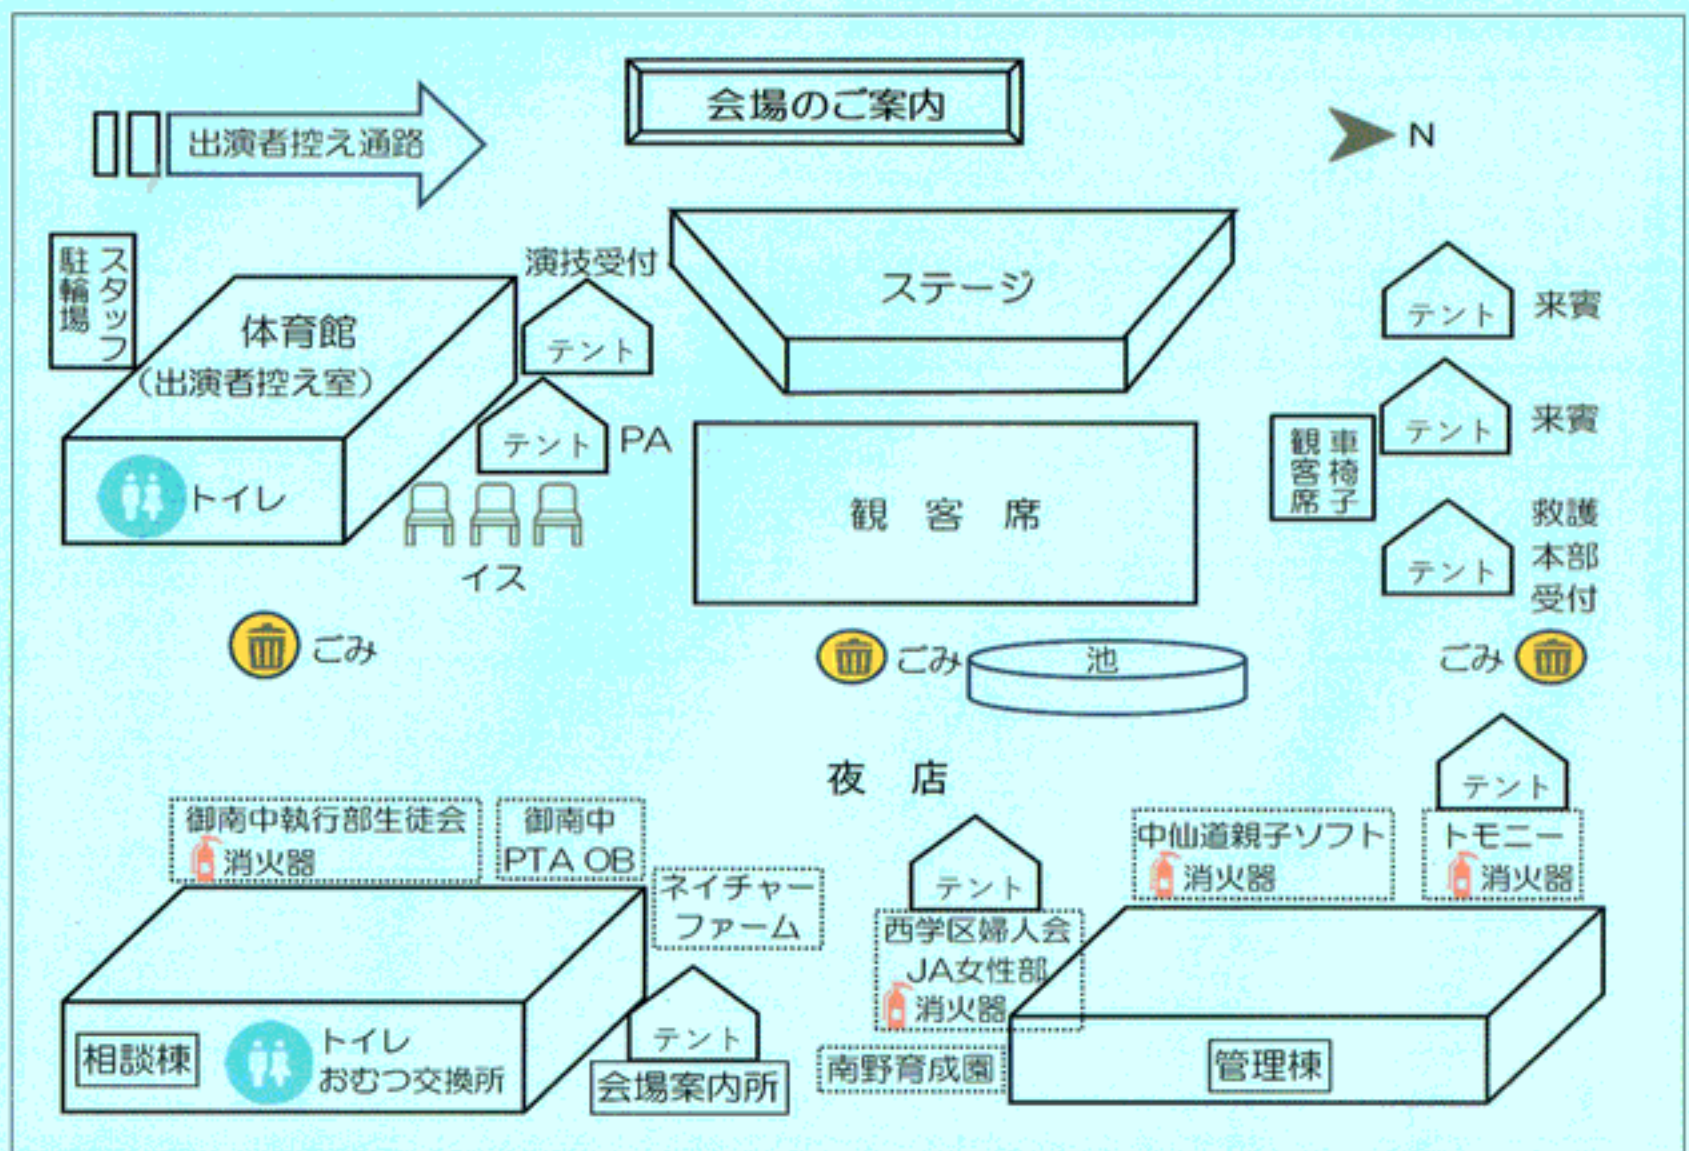 会場のご案内
出演者控え通路
N
スタッフ
駐輪場
演技受付
テント
ステージ
体育館
(出演者控え室)
テント
来賓
テント
PA
テント
来賓
車椅子
観客席
トイレ
観客席
イス
テント
救護
本部
受付
ごみ
ごみ
池
ごみ
夜店
テント
御南中執行部生徒会
消火器
御南中
PTA OB
ネイチャー
ファーム
テント
西学区婦人会
JA女性部
消火器
中仙道親子ソフト
消火器
トモニー
消火器
相談棟
トイレ
おむつ交換所
テント
会場案内所
南野育成園
管理棟